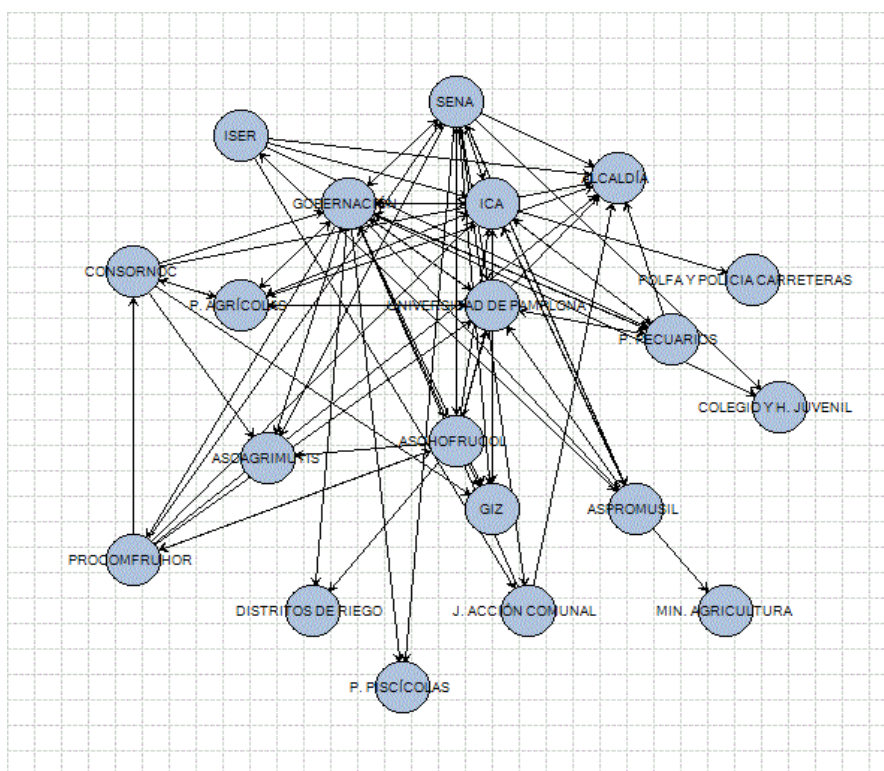 SENA
ISER
ALCALDÍA
GOBERNACIÓN
ICA
CONSORNOC
POLFA Y POLICIA CARRETERAS
P. AGRÍCOLAS
UNIVERSIDAD DE PAMPLONA
P. PECUARIOS
COLEGIO Y H. JUVENIL
ASOAGRIMUTIS
ASOHOFRUCOL
GIZ
ASPROMUSIL
PROCOMFRUHOR
DISTRITOS DE RIEGO
J. ACCIÓN COMUNAL
MIN. AGRICULTURA
P. PISCÍCOLAS